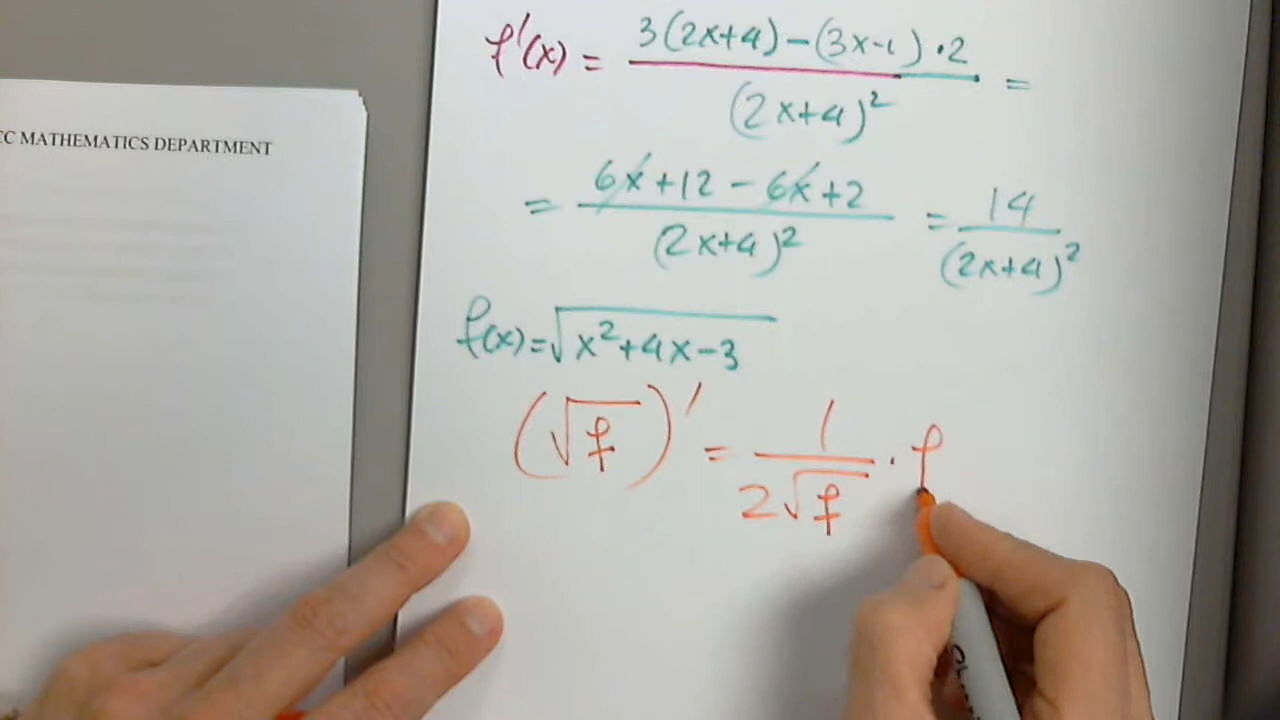 CC MATHEMATICS DEPARTMENT
f'(x) = 3(2x+4)-(3x-1)·2 / (2x+4)² =
= 6x+12-6x+2 / (2x+4)² = 14 / (2x+4)²
f(x)=√(x²+4x-3)
(√f)' = 1 / 2√f · f